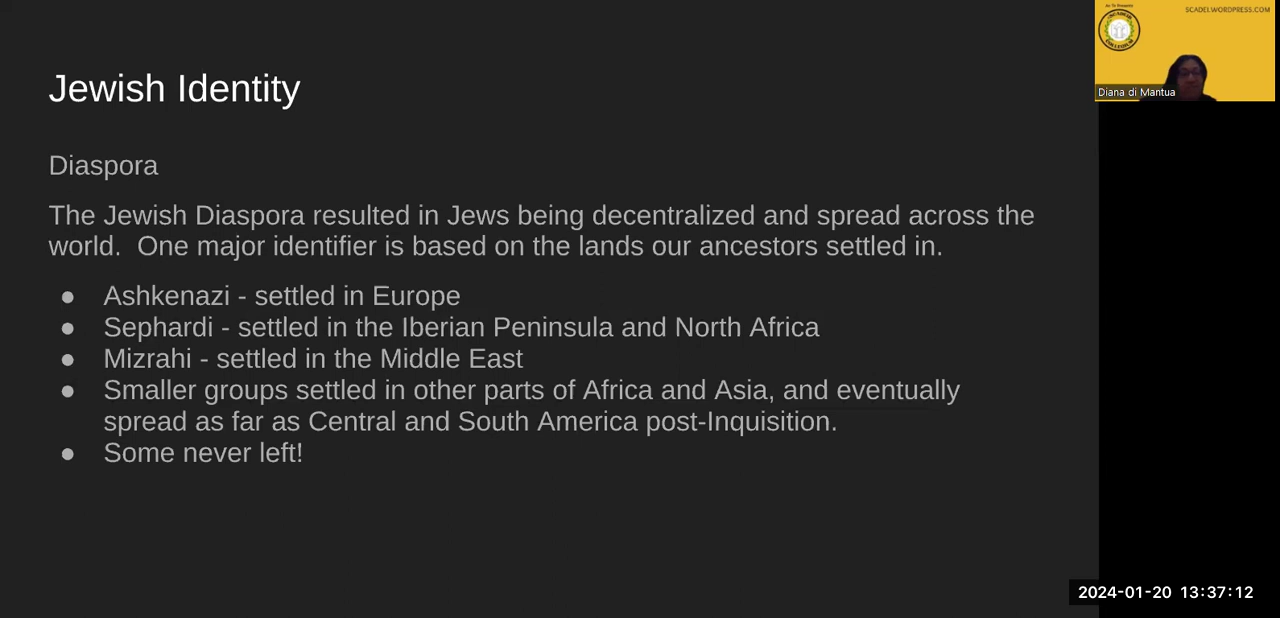 Jewish Identity
Diaspora
The Jewish Diaspora resulted in Jews being decentralized and spread across the
world.  One major identifier is based on the lands our ancestors settled in.
● Ashkenazi - settled in Europe
● Sephardi - settled in the Iberian Peninsula and North Africa
● Mizrahi - settled in the Middle East
● Smaller groups settled in other parts of Africa and Asia, and eventually
spread as far as Central and South America post-Inquisition.
● Some never left!
SCADEI.WORDPRESS.COM
Diana di Mantua
2024-01-20 13:37:12